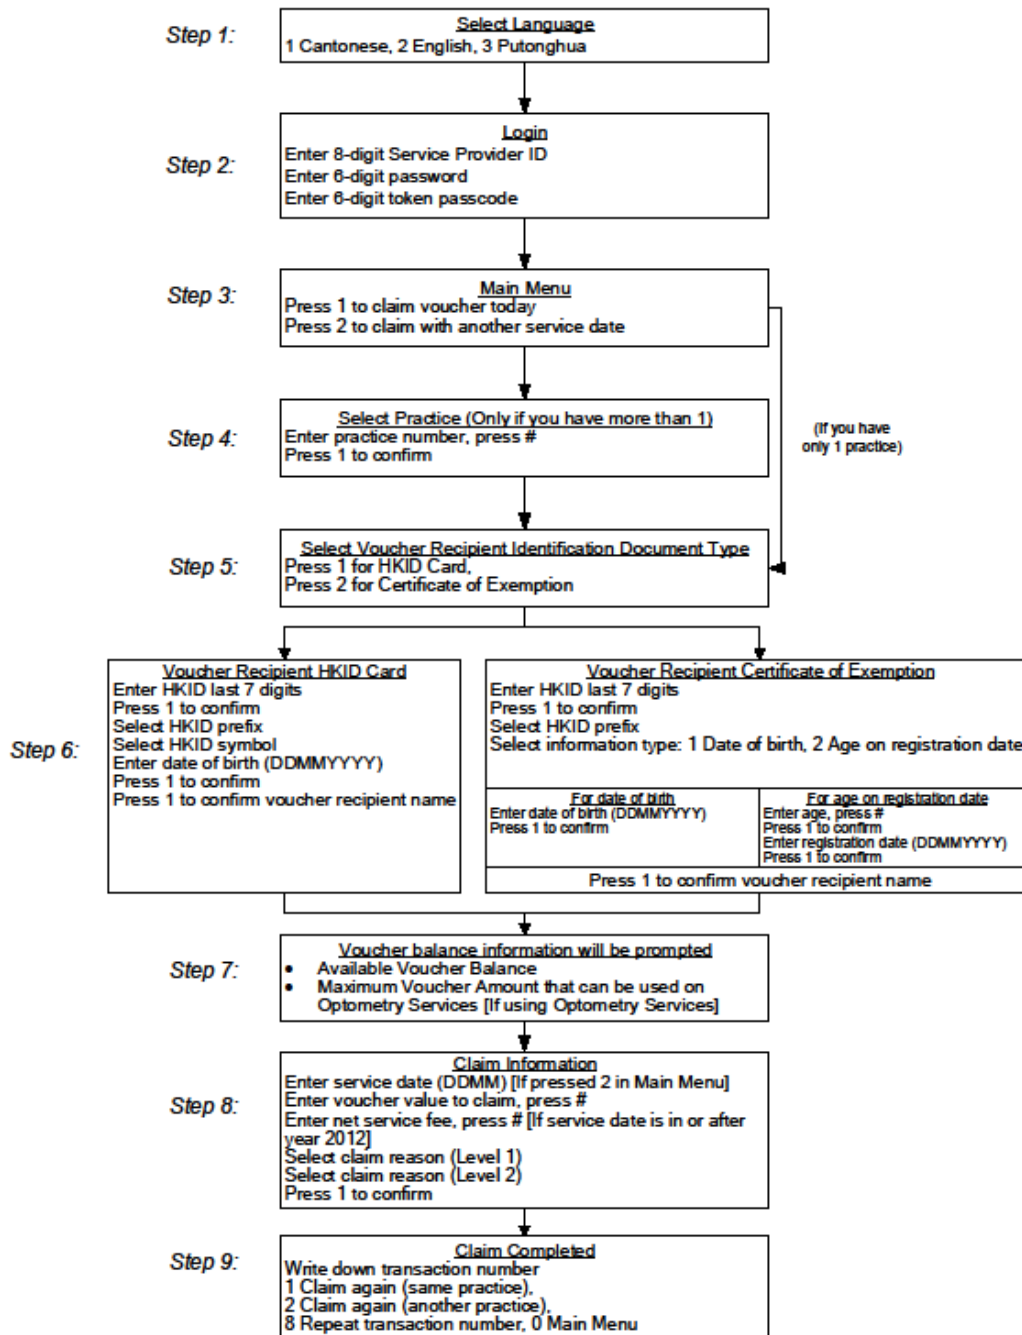 Step 1:
Select Language
1 Cantonese, 2 English, 3 Putonghua
Step 2:
Login
Enter 8-digit Service Provider ID
Enter 6-digit password
Enter 6-digit token passcode
Step 3:
Main Menu
Press 1 to claim voucher today
Press 2 to claim with another service date
Step 4:
Select Practice (Only if you have more than 1)
Enter practice number, press #
Press 1 to confirm
(If you have
only 1 practice)
Step 5:
Select Voucher Recipient Identification Document Type
Press 1 for HKID Card,
Press 2 for Certificate of Exemption
Step 6:
Voucher Recipient HKID Card
Enter HKID last 7 digits
Press 1 to confirm
Select HKID prefix
Select HKID symbol
Enter date of birth (DDMMYYYY)
Press 1 to confirm
Press 1 to confirm voucher recipient name
Voucher Recipient Certificate of Exemption
Enter HKID last 7 digits
Press 1 to confirm
Select HKID prefix
Select information type: 1 Date of birth, 2 Age on registration date
For date of birth
Enter date of birth (DDMMYYYY)
Press 1 to confirm
For age on registration date
Enter age, press #
Press 1 to confirm
Enter registration date (DDMMYYYY)
Press 1 to confirm
Press 1 to confirm voucher recipient name
Step 7:
Voucher balance information will be prompted
• Available Voucher Balance
• Maximum Voucher Amount that can be used on
Optometry Services [If using Optometry Services]
Step 8:
Claim Information
Enter service date (DDMM) [If pressed 2 in Main Menu]
Enter voucher value to claim, press #
Enter net service fee, press # [If service date is in or after
year 2012]
Select claim reason (Level 1)
Select claim reason (Level 2)
Press 1 to confirm
Step 9:
Claim Completed
Write down transaction number
1 Claim again (same practice),
2 Claim again (another practice),
8 Repeat transaction number, 0 Main Menu